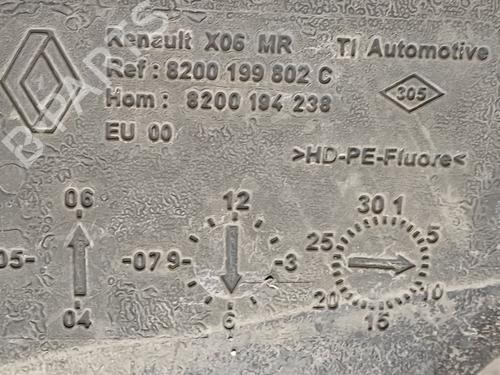 Renault X06 MR TI Automotive
Ref : 8200 199 802 C
305
Hom : 8200 194 238
EU 00
>HD-PE-Fluore<
06
05- -07
04
12
9- -3
6
30 1
25 5
20 10
15
B PARTS